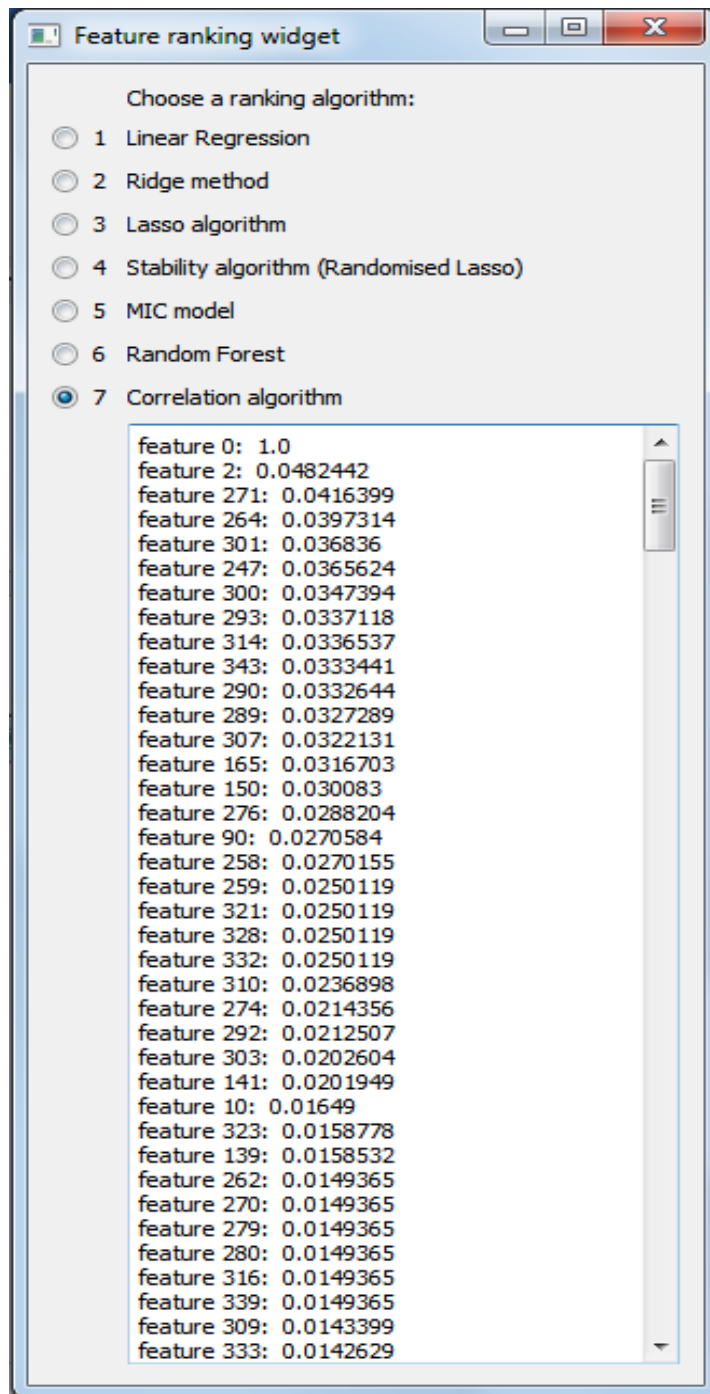 Feature ranking widget
Choose a ranking algorithm:
1 Linear Regression
2 Ridge method
3 Lasso algorithm
4 Stability algorithm (Randomised Lasso)
5 MIC model
6 Random Forest
7 Correlation algorithm
feature 0: 1.0
feature 2: 0.0482442
feature 271: 0.0416399
feature 264: 0.0397314
feature 301: 0.036836
feature 247: 0.0365624
feature 300: 0.0347394
feature 293: 0.0337118
feature 314: 0.0336537
feature 343: 0.0333441
feature 290: 0.0332644
feature 289: 0.0327289
feature 307: 0.0322131
feature 165: 0.0316703
feature 150: 0.030083
feature 276: 0.0288204
feature 90: 0.0270584
feature 258: 0.0270155
feature 259: 0.0250119
feature 321: 0.0250119
feature 328: 0.0250119
feature 332: 0.0250119
feature 310: 0.0236898
feature 274: 0.0214356
feature 292: 0.0212507
feature 303: 0.0202604
feature 141: 0.0201949
feature 10: 0.01649
feature 323: 0.0158778
feature 139: 0.0158532
feature 262: 0.0149365
feature 270: 0.0149365
feature 279: 0.0149365
feature 280: 0.0149365
feature 316: 0.0149365
feature 339: 0.0149365
feature 309: 0.0143399
feature 333: 0.0142629